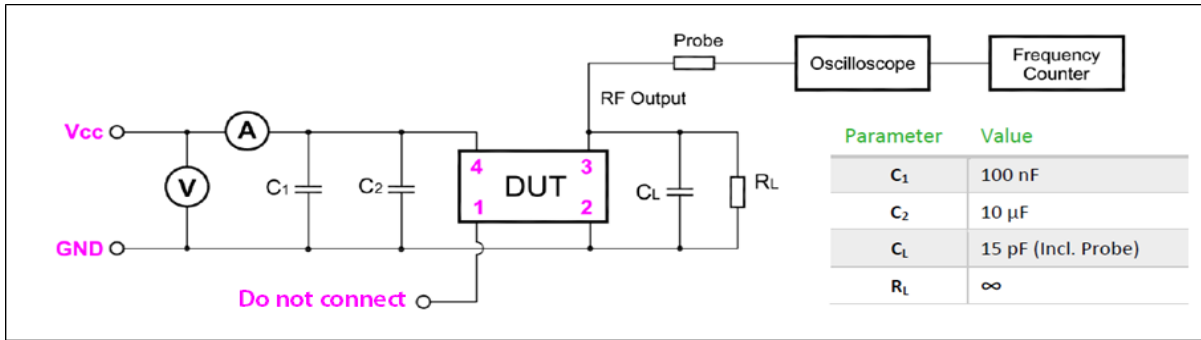 Probe
Oscilloscope
Frequency
Counter
RF Output
Vcc
A
V
C1
C2
4
3
DUT
1
2
CL
RL
GND
Do not connect
Parameter Value
C1 100 nF
C2 10 µF
CL 15 pF (Incl. Probe)
RL ∞